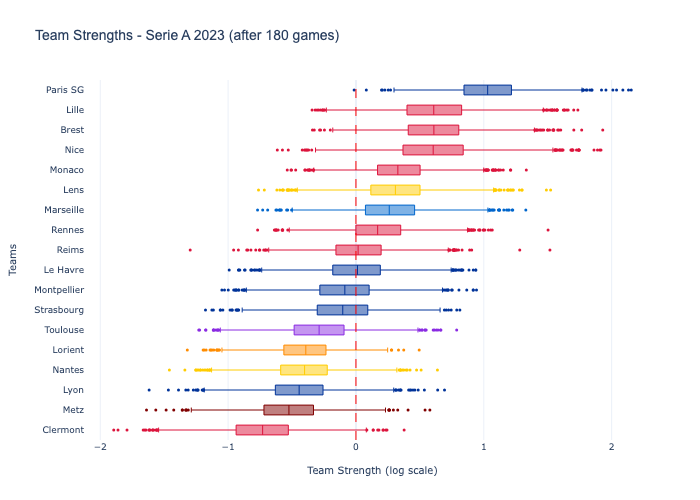 Team Strengths - Serie A 2023 (after 180 games)
Teams
Paris SG
Lille
Brest
Nice
Monaco
Lens
Marseille
Rennes
Reims
Le Havre
Montpellier
Strasbourg
Toulouse
Lorient
Nantes
Lyon
Metz
Clermont
−2
−1
0
1
2
Team Strength (log scale)